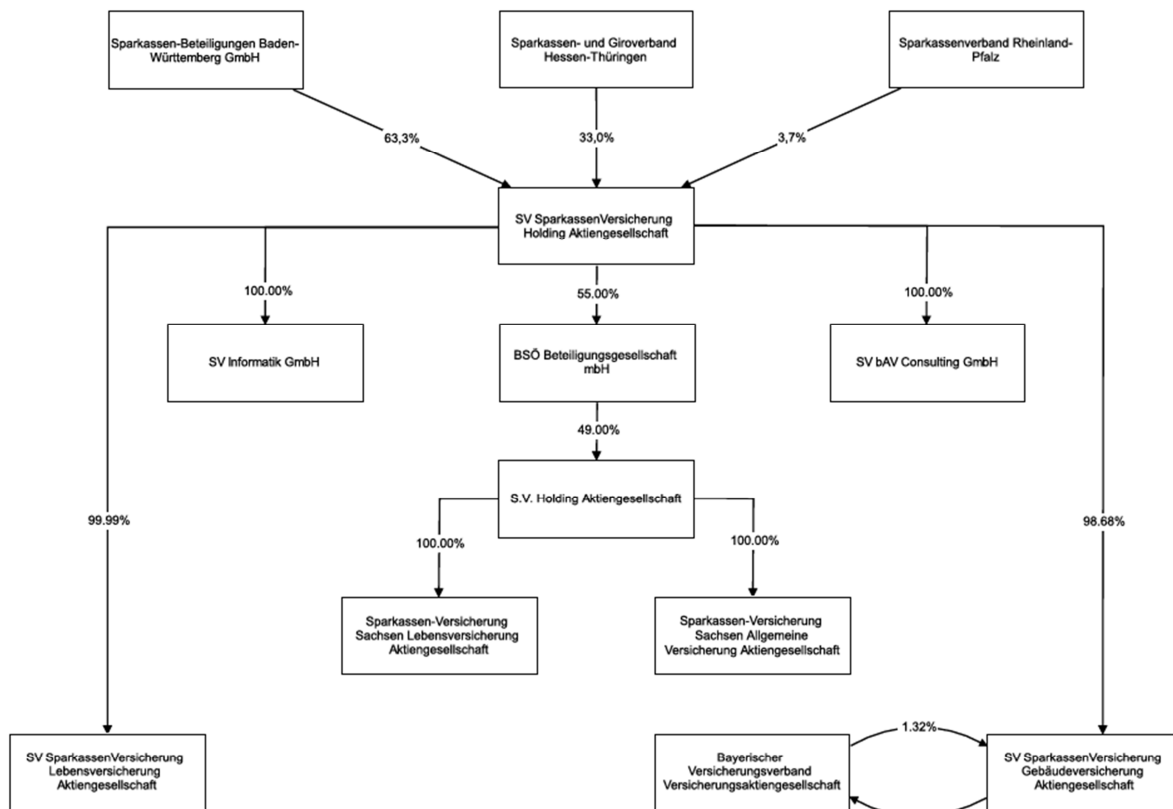 Sparkassen-Beteiligungen Baden-
Württemberg GmbH
Sparkassen- und Giroverband
Hessen-Thüringen
Sparkassenverband Rheinland-
Pfalz
63,3%
33,0%
3,7%
SV SparkassenVersicherung
Holding Aktiengesellschaft
100.00%
55.00%
100.00%
SV Informatik GmbH
BSÖ Beteiligungsgesellschaft
mbH
SV bAV Consulting GmbH
49.00%
S.V. Holding Aktiengesellschaft
99.99%
98.68%
100.00%
100.00%
Sparkassen-Versicherung
Sachsen Lebensversicherung
Aktiengesellschaft
Sparkassen-Versicherung
Sachsen Allgemeine
Versicherung Aktiengesellschaft
1.32%
SV SparkassenVersicherung
Lebensversicherung
Aktiengesellschaft
Bayerischer
Versicherungsverband
Versicherungsaktiengesellschaft
SV SparkassenVersicherung
Gebäudeversicherung
Aktiengesellschaft